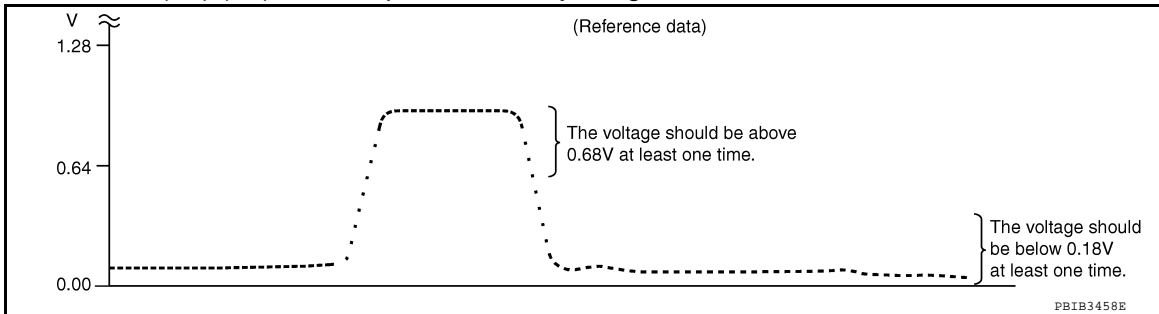 V
(Reference data)
1.28
The voltage should be above
0.68V at least one time.
0.64
The voltage should
be below 0.18V
at least one time.
0.00
PBIB3458E